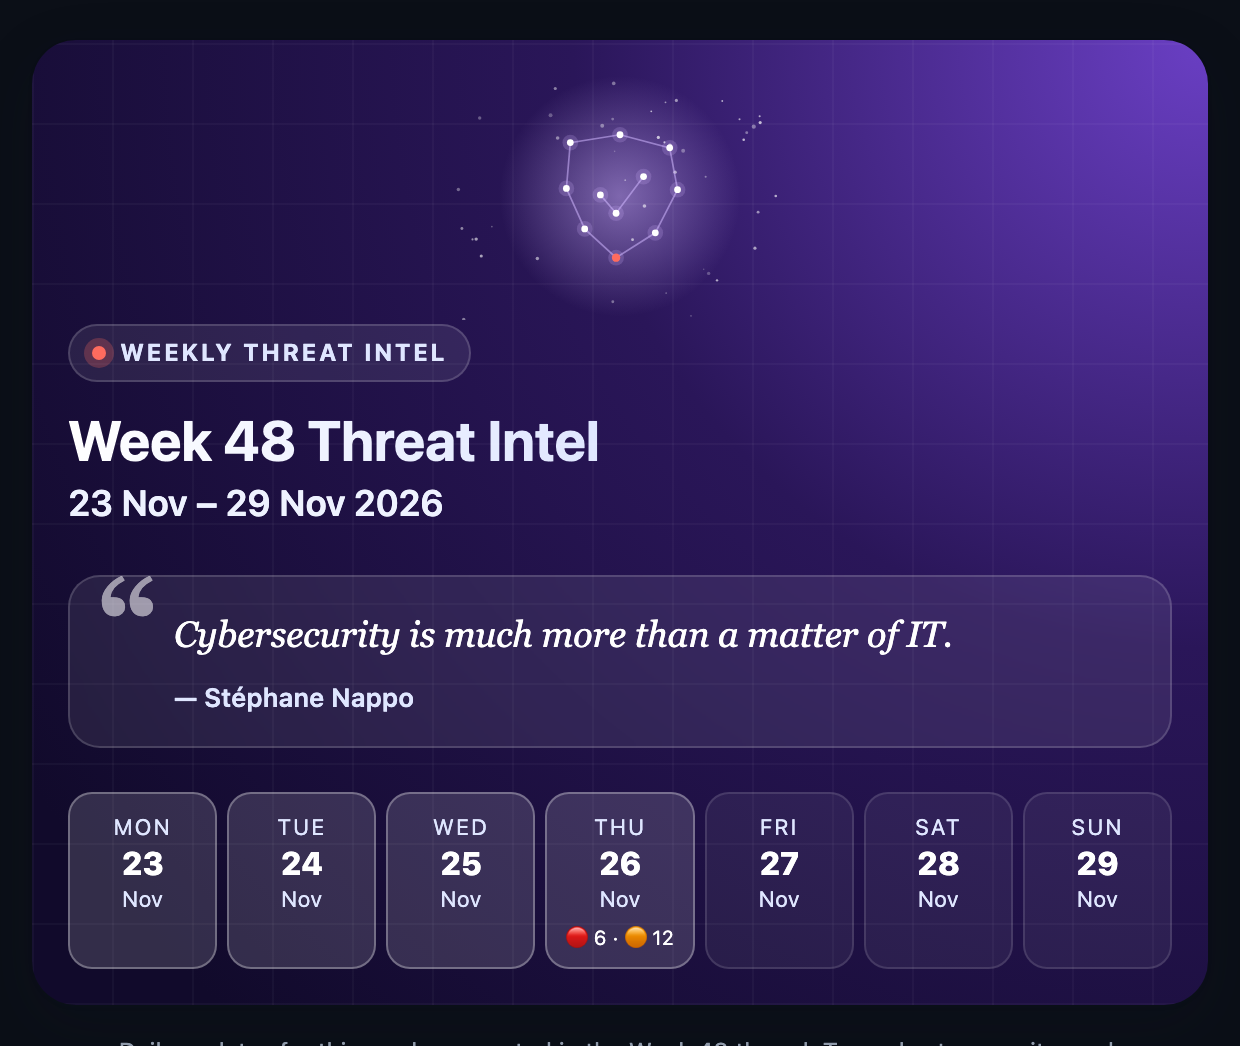 WEEKLY THREAT INTEL
Week 48 Threat Intel
23 Nov – 29 Nov 2026
“
Cybersecurity is much more than a matter of IT.
— Stéphane Nappo
MON TUE WED THU FRI SAT SUN
23 24 25 26 27 28 29
Nov Nov Nov Nov Nov Nov Nov
🔴 6 · 🟠 12